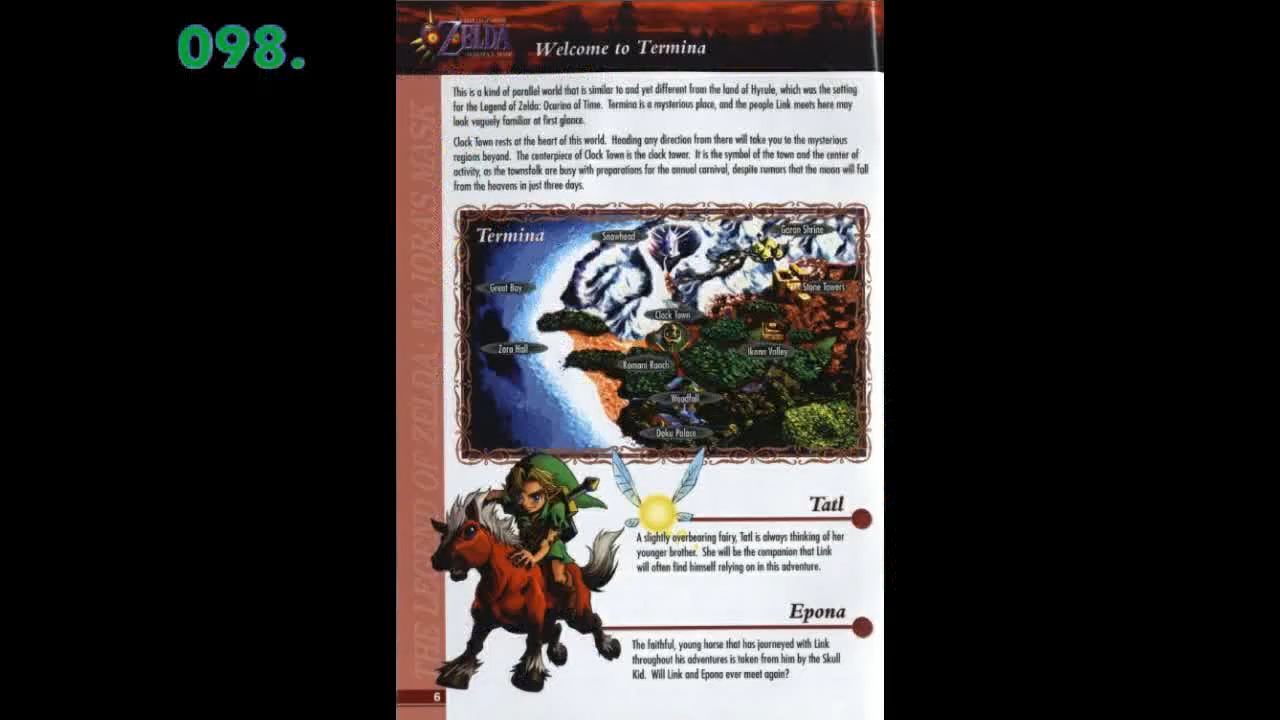 098.
THE LEGEND OF
ZELDA
MAJORA'S MASK
Welcome to Termina
This is a kind of parallel world that is similar to and yet different from the land of Hyrule, which was the setting
for the Legend of Zelda: Ocarina of Time. Termina is a mysterious place, and the people Link meets here may
look vaguely familiar at first glance.
Clock Town rests at the heart of this world. Heading any direction from there will take you to the mysterious
regions beyond. The centerpiece of Clock Town is the clock tower. It is the symbol of the town and the center of
activity, as the townsfolk are busy with preparations for the annual carnival, despite rumors that the moon will fall
from the heavens in just three days.
Termina
Snowhead
Goron Shrine
Great Bay
Stone Towers
Clock Town
Zora Hall
Ikana Valley
Romani Ranch
Woodfall
Deku Palace
Tatl
A slightly overbearing fairy, Tatl is always thinking of her
younger brother. She will be the companion that Link
will often find himself relying on in this adventure.
Epona
The faithful, young horse that has journeyed with Link
throughout his adventures is taken from him by the Skull
Kid. Will Link and Epona ever meet again?
THE LEGEND OF ZELDA: MAJORA'S MASK
6